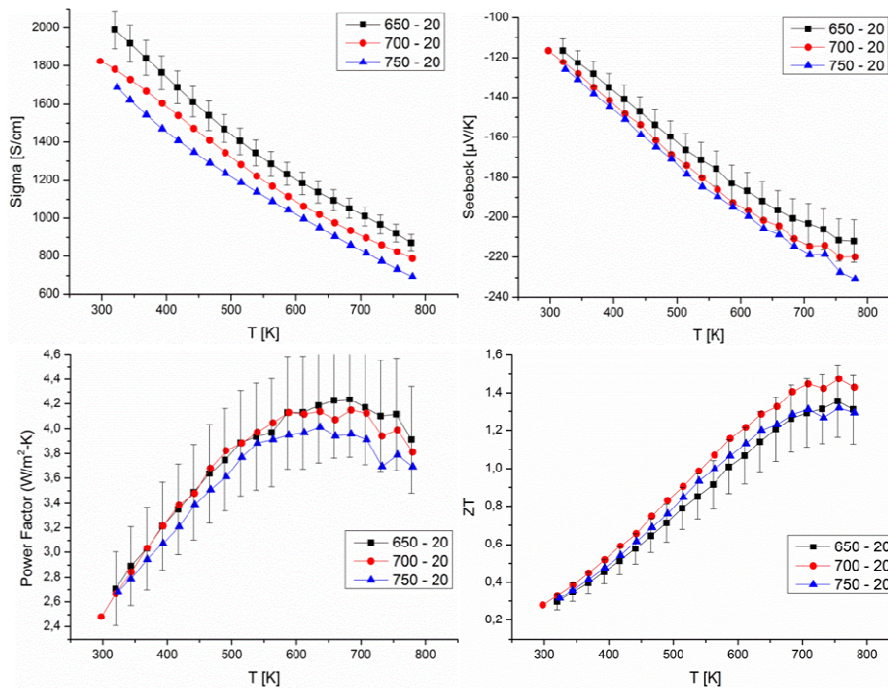 2000
1800
1600
1400
1200
1000
800
600
Sigma [S/cm]
300 400 500 600 700 800
T [K]
650 - 20
700 - 20
750 - 20
-100
-120
-140
-160
-180
-200
-220
-240
Seebeck [µV/K]
300 400 500 600 700 800
T [K]
650 - 20
700 - 20
750 - 20
4,6
4,4
4,2
4,0
3,8
3,6
3,4
3,2
3,0
2,8
2,6
2,4
Power Factor (W/m²-K)
300 400 500 600 700 800
T [K]
650 - 20
700 - 20
750 - 20
1,6
1,4
1,2
1,0
0,8
0,6
0,4
0,2
ZT
300 400 500 600 700 800
T [K]
650 - 20
700 - 20
750 - 20